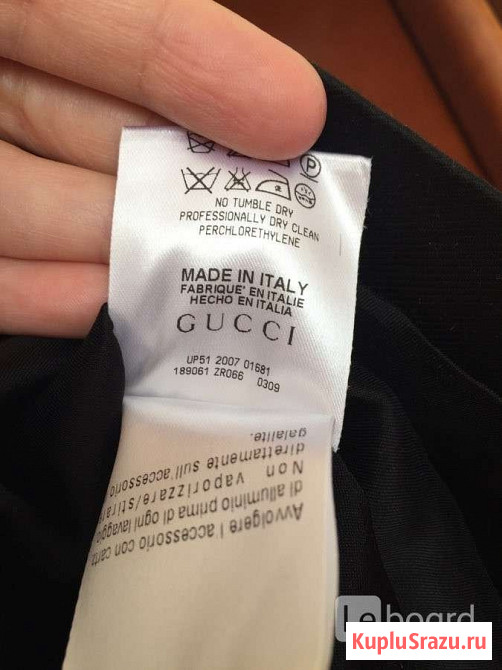 P
NO TUMBLE DRY
PROFESSIONALLY DRY CLEAN
PERCHLORETHYLENE
MADE IN ITALY
FABRIQUE' EN ITALIE
HECHO EN ITALIA
GUCCI
UP51 2007 01681
189061 ZR066 0309
Avvolgere l'accessorio con carta
di alluminio prima di ogni lavaggio
Non vaporizzare/stirare
direttamente sull'accessorio
galalite.
Leboard
KupluSrazu.ru